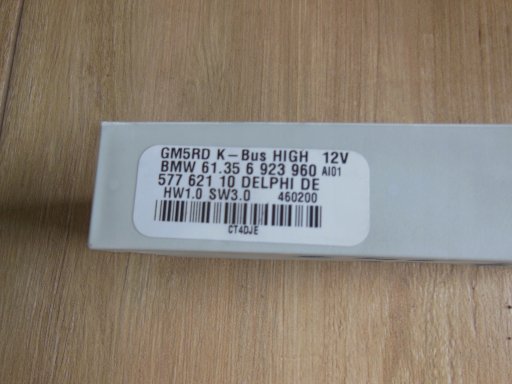 GM5RD K-Bus HIGH 12V
BMW 61.35 6 923 960 AI01
577 621 10 DELPHI DE
HW1.0 SW3.0 460200
CT4DJE